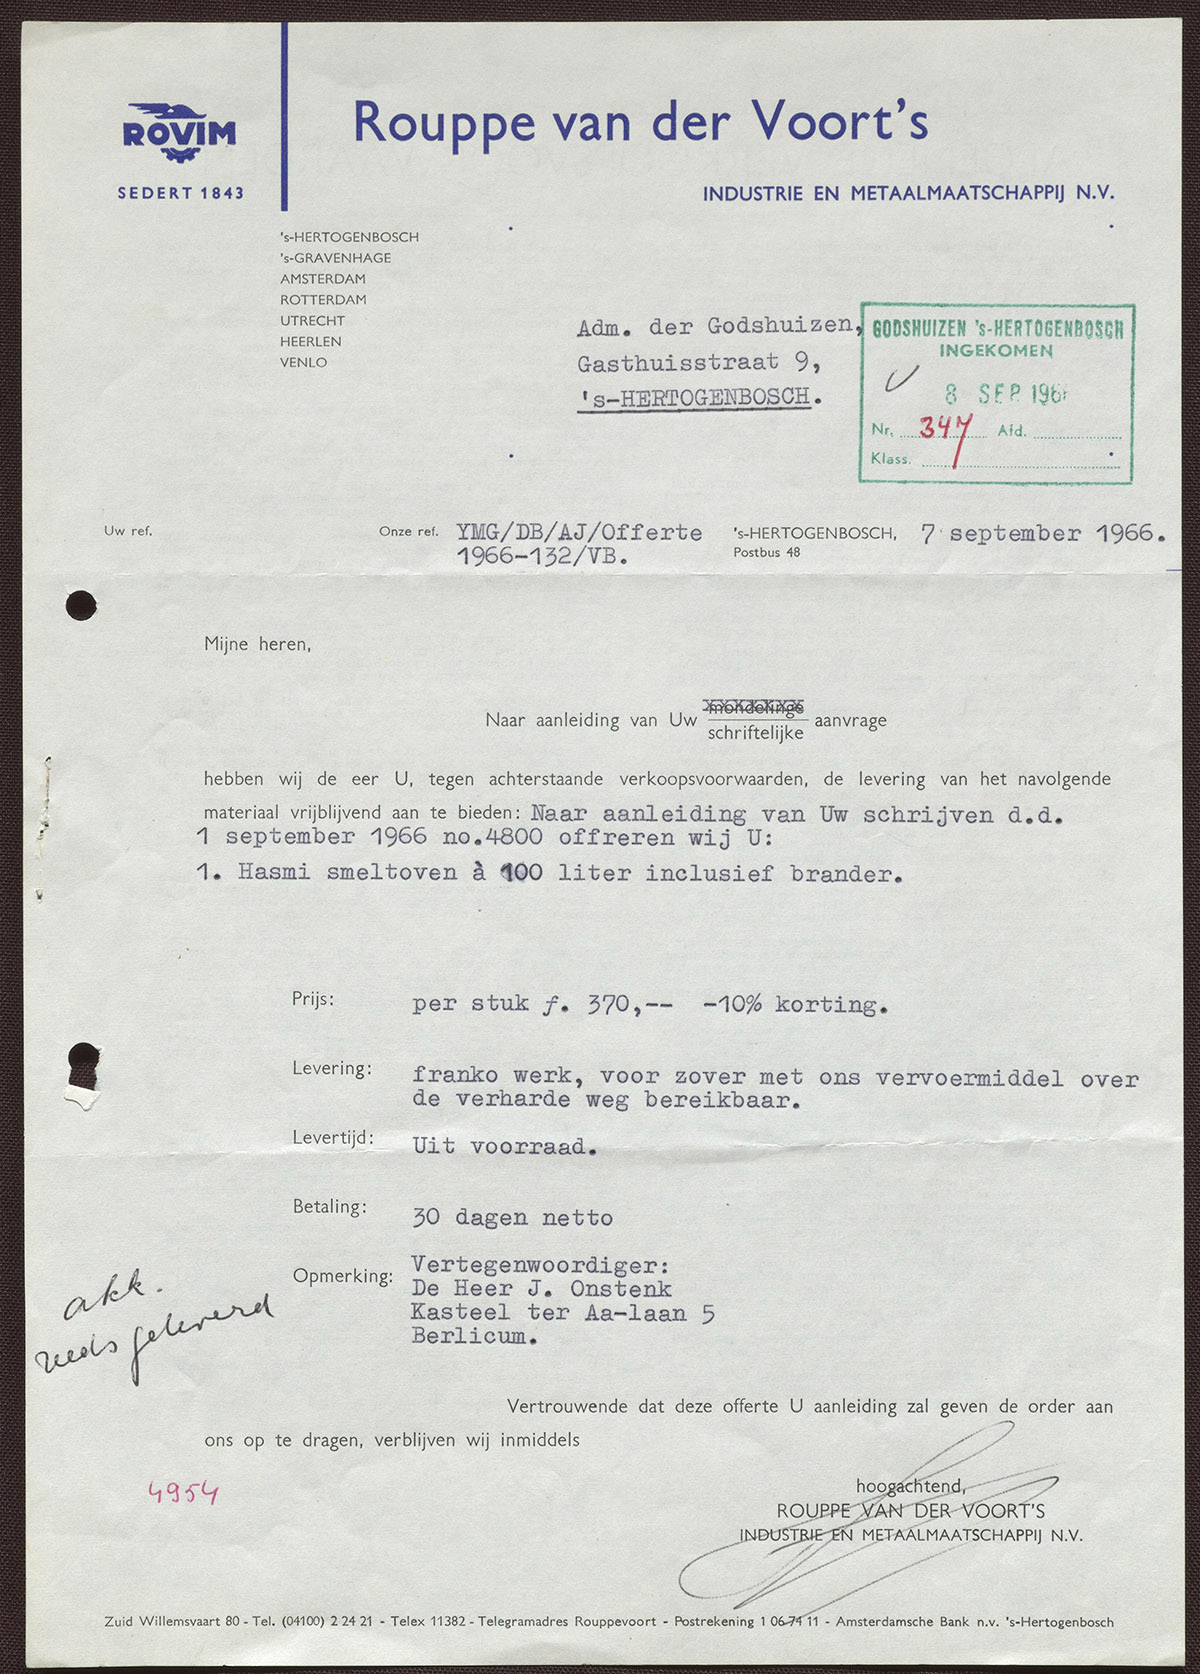 ROVIM
SEDERT 1843
Rouppe van der Voort's
INDUSTRIE EN METAALMAATSCHAPPIJ N.V.
's-HERTOGENBOSCH
's-GRAVENHAGE
AMSTERDAM
ROTTERDAM
UTRECHT
HEERLEN
VENLO
Adm. der Godshuizen,
Gasthuisstraat 9,
's-HERTOGENBOSCH.
GODSHUIZEN 's-HERTOGENBOSCH
INGEKOMEN
8 SEP. 1966
Nr. 347 Afd.
Klass.
Uw ref.
Onze ref. YMG/DB/AJ/Offerte
1966-132/VB.
's-HERTOGENBOSCH, 7 september 1966.
Postbus 48
Mijne heren,
mondelinge
Naar aanleiding van Uw schriftelijke aanvrage
hebben wij de eer U, tegen achterstaande verkoopsvoorwaarden, de levering van het navolgende
materiaal vrijblijvend aan te bieden: Naar aanleiding van Uw schrijven d.d.
1 september 1966 no.4800 offreren wij U:
1. Hasmi smeltoven à 100 liter inclusief brander.
Prijs: per stuk f. 370,-- -10% korting.
Levering: franko werk, voor zover met ons vervoermiddel over
de verharde weg bereikbaar.
Levertijd: Uit voorraad.
Betaling: 30 dagen netto
Opmerking: Vertegenwoordiger:
De Heer J. Onstenk
Kasteel ter Aa-laan 5
Berlicum.
akk.
reeds geleverd
Vertrouwende dat deze offerte U aanleiding zal geven de order aan
ons op te dragen, verblijven wij inmiddels
4954
hoogachtend,
ROUPPE VAN DER VOORT'S
INDUSTRIE EN METAALMAATSCHAPPIJ N.V.
Zuid Willemsvaart 80 - Tel. (04100) 2 24 21 - Telex 11382 - Telegramadres Rouppevoort - Postrekening 1 06 74 11 - Amsterdamsche Bank n.v. 's-Hertogenbosch